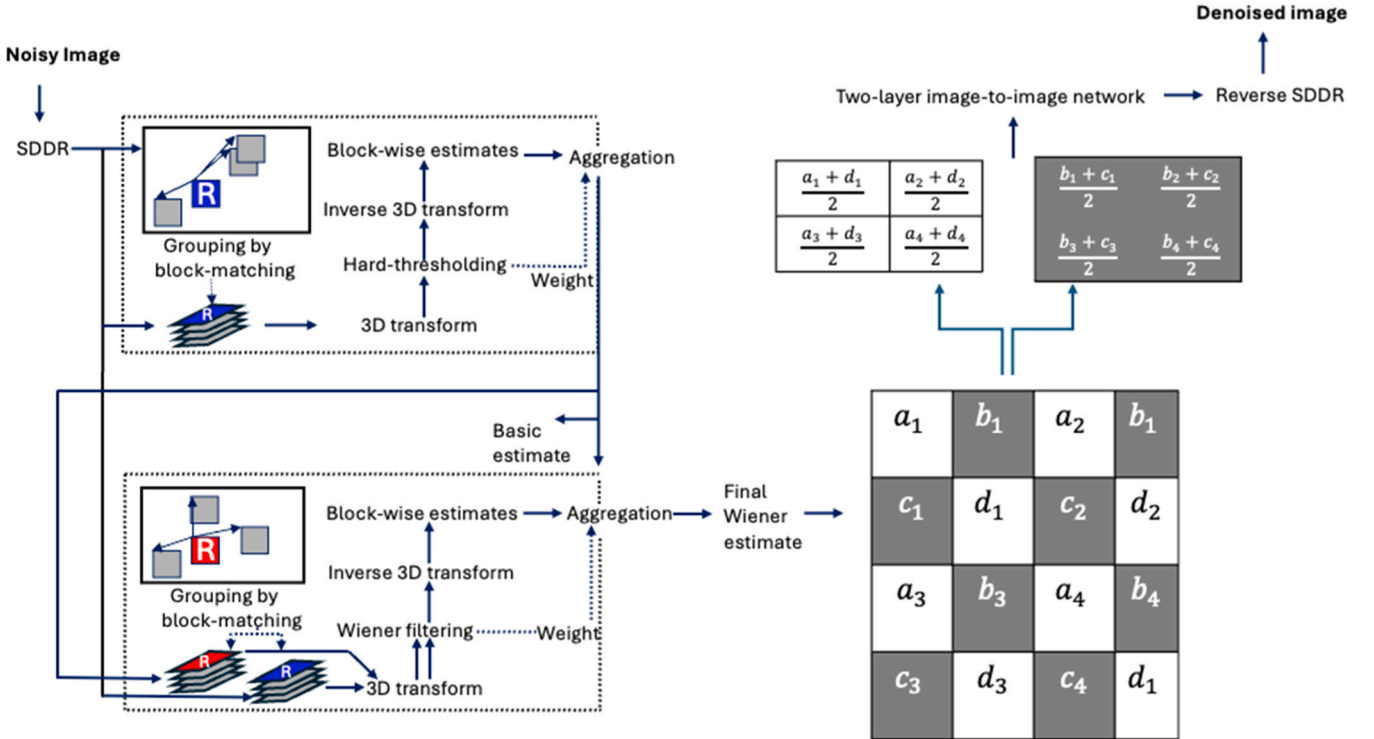 Denoised image
Noisy Image
Two-layer image-to-image network
Reverse SDDR
SDDR
R
Block-wise estimates
Aggregation
Inverse 3D transform
Grouping by
block-matching
Hard-thresholding
Weight
R
3D transform
a₁ + d₁
2
a₂ + d₂
2
a₃ + d₃
2
a₄ + d₄
2
b₁ + c₁
2
b₂ + c₂
2
b₃ + c₃
2
b₄ + c₄
2
Basic
estimate
R
Block-wise estimates
Aggregation
Inverse 3D transform
Grouping by
block-matching
Wiener filtering
Weight
R
R
3D transform
Final
Wiener
estimate
a₁ b₁ a₂ b₁
c₁ d₁ c₂ d₂
a₃ b₃ a₄ b₄
c₃ d₃ c₄ d₁